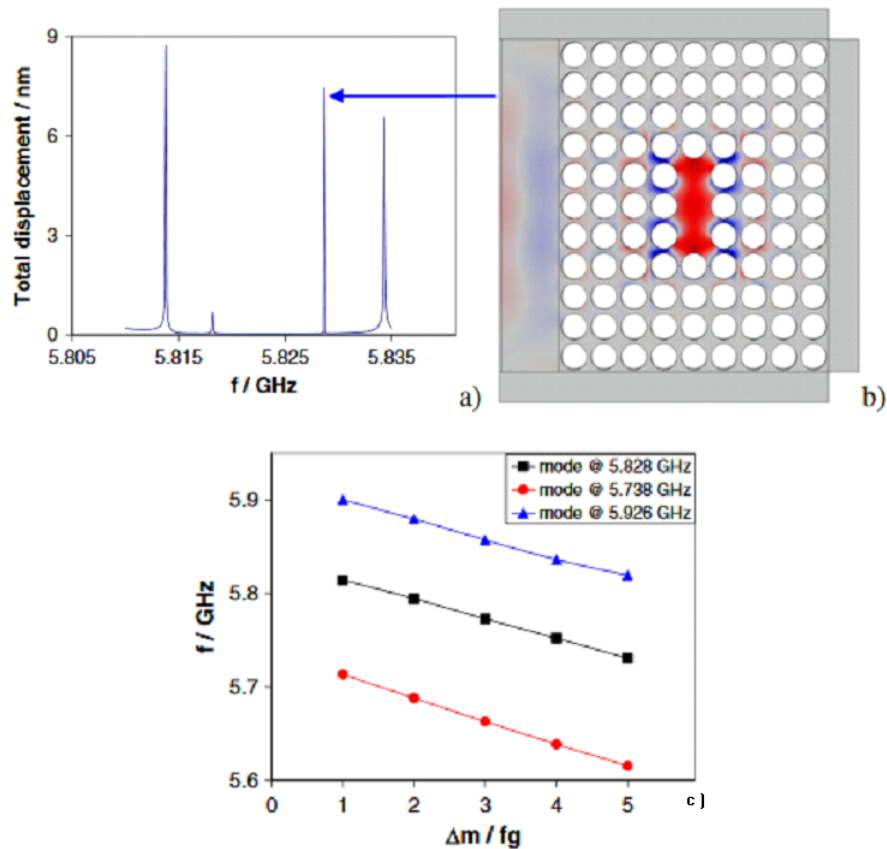 Total displacement / nm
9
6
3
0
5.805
5.815
5.825
5.835
f / GHz
a)
b)
mode @ 5.828 GHz
mode @ 5.738 GHz
mode @ 5.926 GHz
f / GHz
5.9
5.8
5.7
5.6
0
1
2
3
4
5
Δm / fg
c)